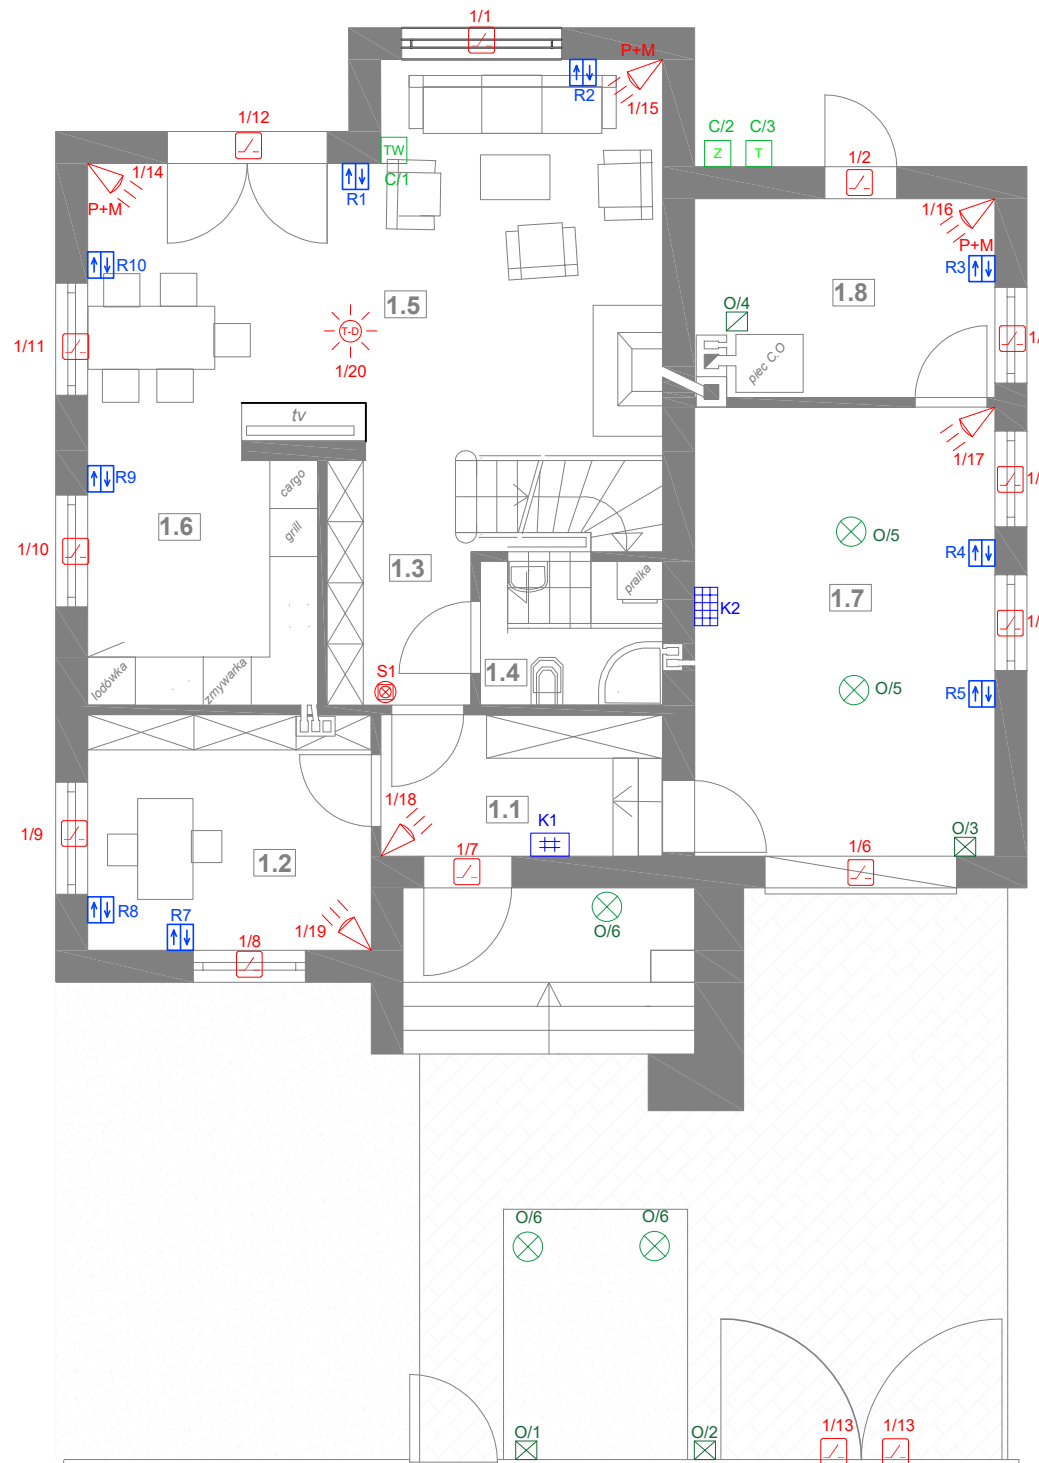 1/1
P+M
R2
1/15
1/12
C/2
C/3
TW
Z
T
1/14
C/1
1/2
P+M
R1
1/16
P+M
R10
R3
1.8
1.5
O/4
T-D
1/11
1/
1/20
piec C.O
tv
1/17
cargo
R9
1/
grill
1.6
O/5
1/10
R4
1.3
pralka
1.7
K2
1/
lodówka
zmywarka
S1
1.4
O/5
R5
1/18
1.1
K1
1/9
O/3
1.2
1/7
1/6
R8
R7
1/19
O/6
1/8
O/6
O/6
O/1
O/2
1/13
1/13